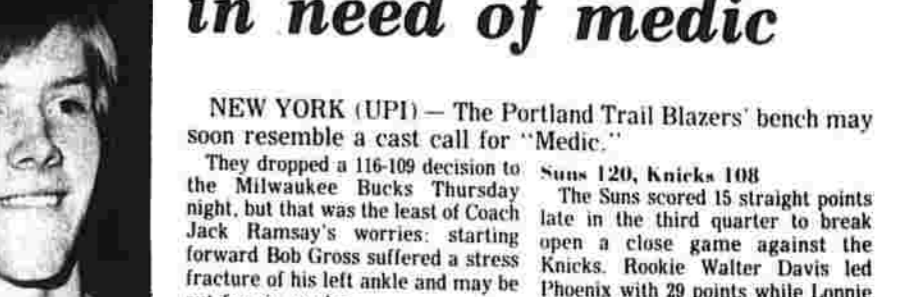 in need of medic
NEW YORK (UPI) — The Portland Trail Blazers' bench may
soon resemble a cast call for "Medic."
They dropped a 116-109 decision to
the Milwaukee Bucks Thursday
night, but that was the least of Coach
Jack Ramsay's worries: starting
forward Bob Gross suffered a stress
fracture of his left ankle and may be
Suns 120, Knicks 108
The Suns scored 15 straight points
late in the third quarter to break
open a close game against the
Knicks. Rookie Walter Davis led
Phoenix with 29 points while Lonnie